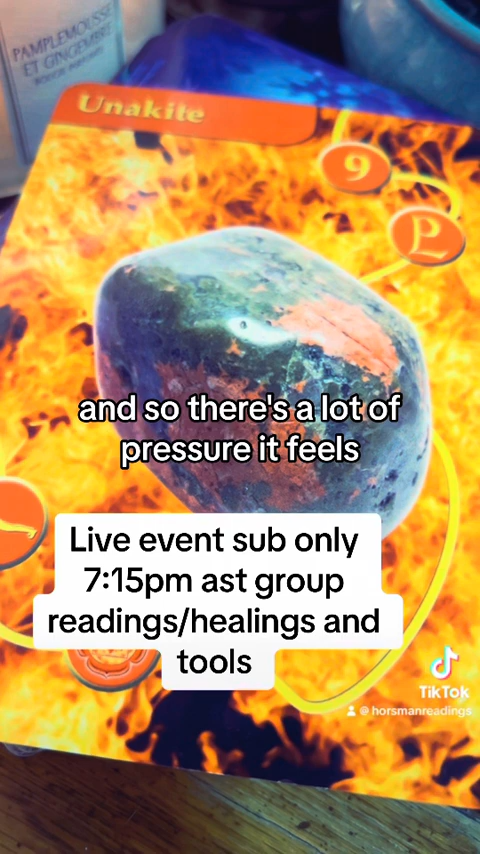 PAMPLEMOUSSE
ET GINGEMBRE
Unakite
9
and so there's a lot of
pressure it feels
Live event sub only
7:15pm ast group
readings/healings and
tools
TikTok
@horsmanreadings